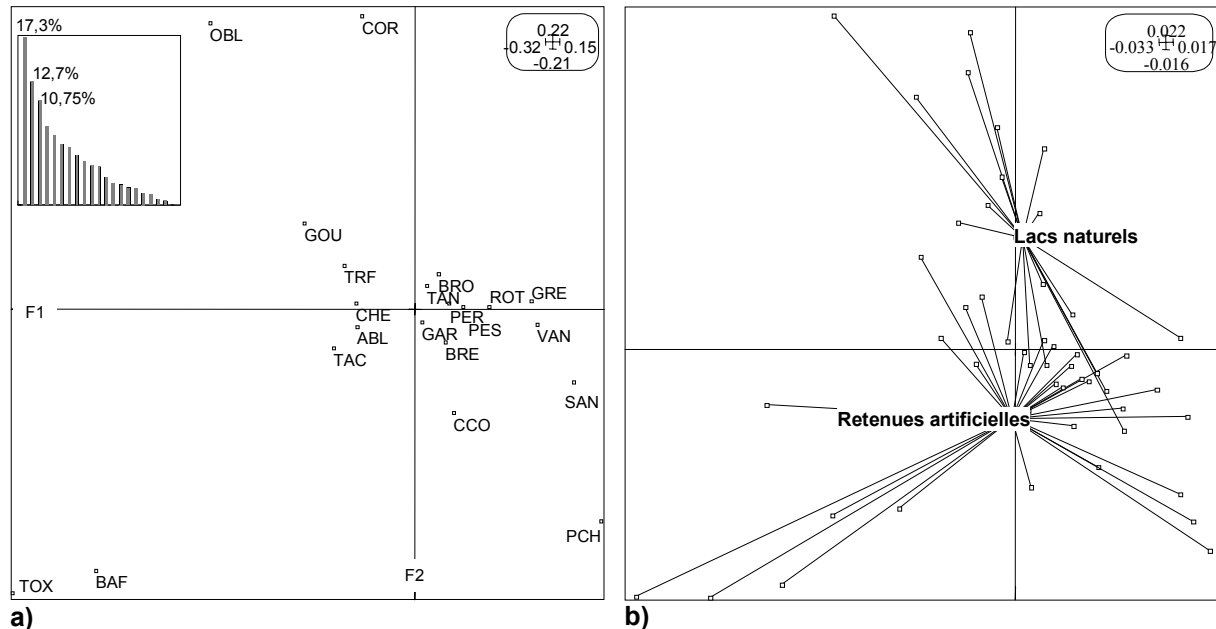 17,3%
12,7%
10,75%
OBL
COR
0.22
-0.32 0.15
-0.21
GOU
TRF
BRO
TAN
ROT
GRE
F1
CHE
PER
ABL
GAR
PES
VAN
TAC
BRE
SAN
CCO
PCH
F2
TOX
BAF
a)
0.022
-0.033 0.017
-0.016
Lacs naturels
Retenues artificielles
b)